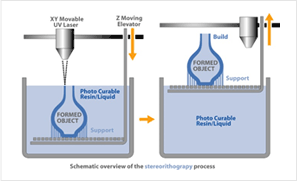 XY Movable
UV Laser
Z Moving
Elevator
Photo Curable
Resin/Liquid
FORMED
OBJECT
Support
Build
FORMED
OBJECT
Support
Photo Curable
Resin/Liquid
Schematic overview of the stereorithograpy process